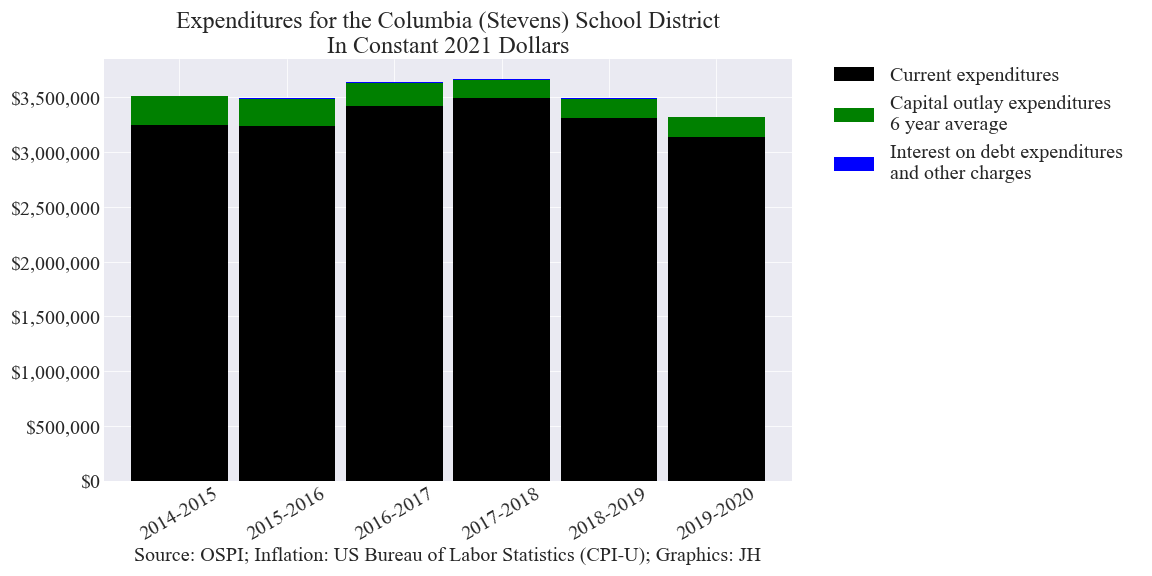 Expenditures for the Columbia (Stevens) School District
In Constant 2021 Dollars
Current expenditures
Capital outlay expenditures
6 year average
Interest on debt expenditures
and other charges
$3,500,000
$3,000,000
$2,500,000
$2,000,000
$1,500,000
$1,000,000
$500,000
$0
2014-2015
2015-2016
2016-2017
2017-2018
2018-2019
2019-2020
Source: OSPI; Inflation: US Bureau of Labor Statistics (CPI-U); Graphics: JH